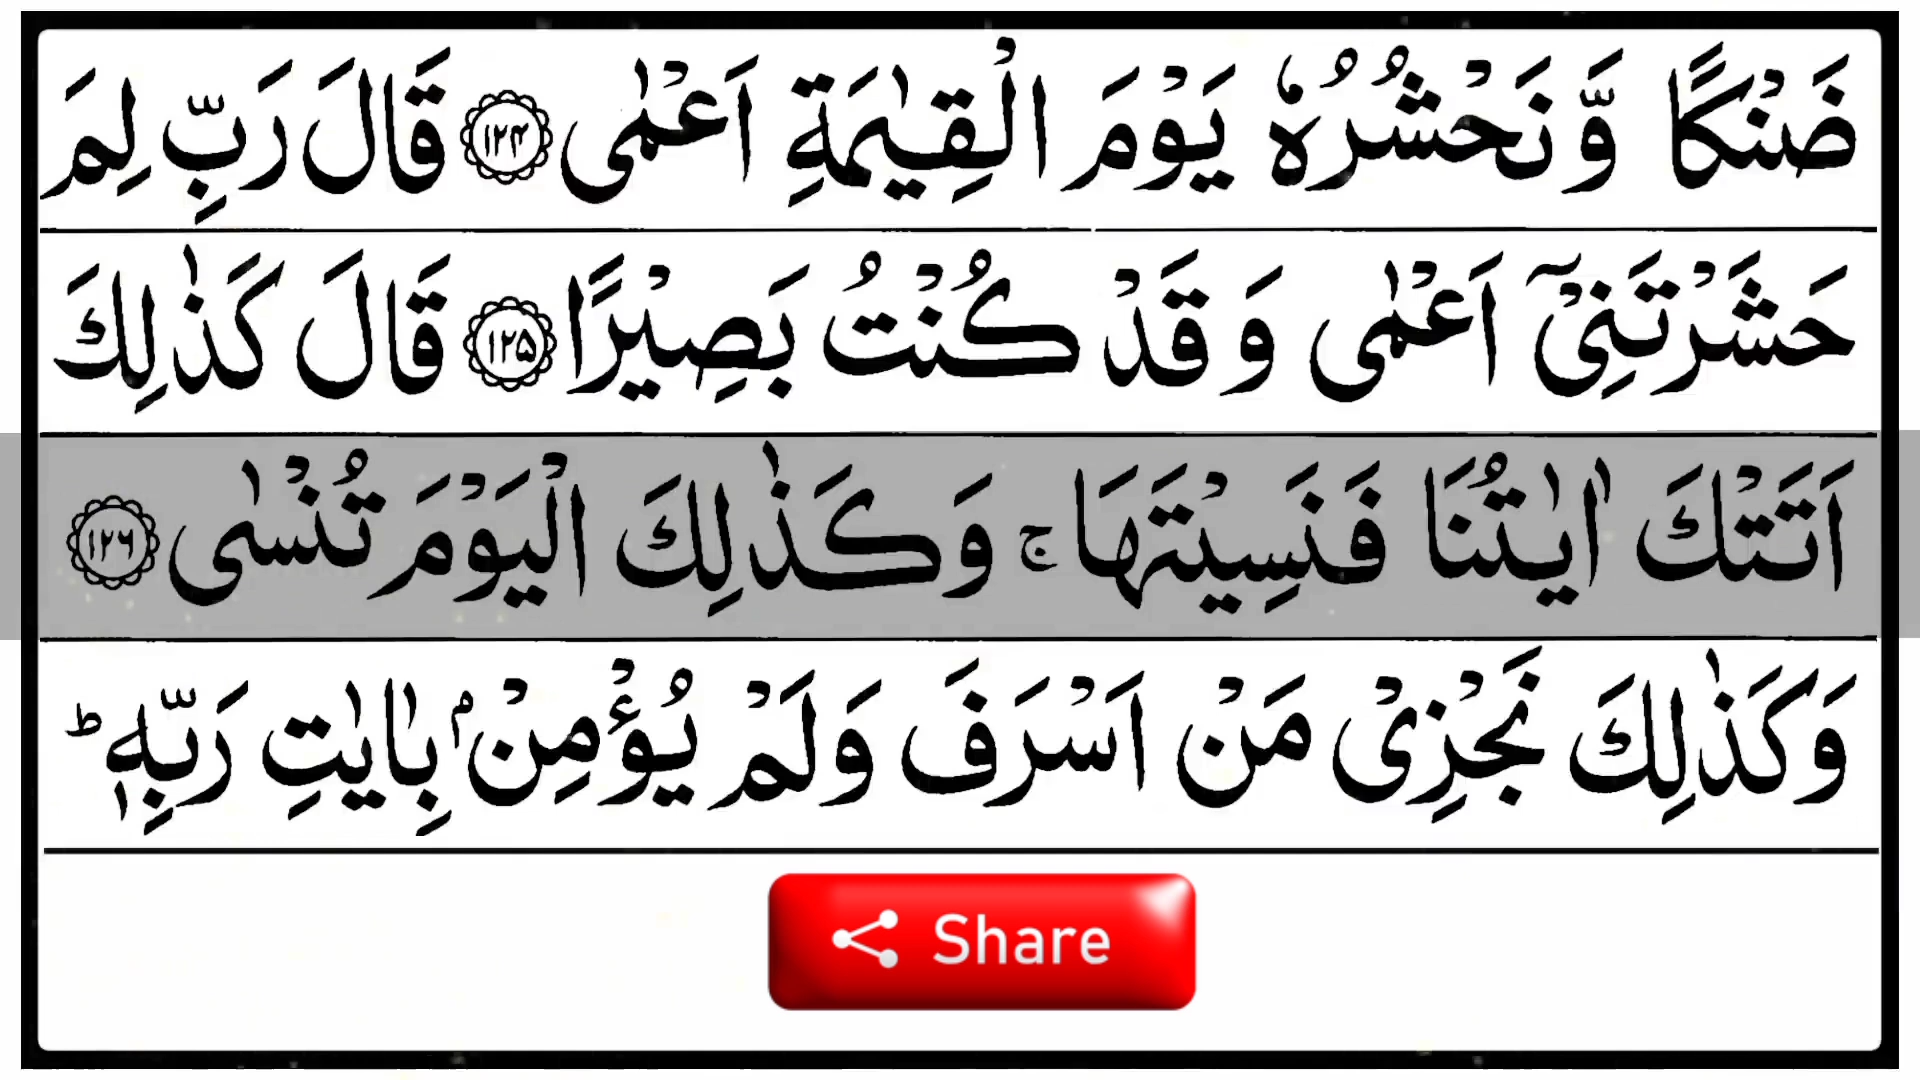 ضَنْكًا وَّ نَحْشُرُهٗ يَوْمَ الْقِيٰمَةِ اَعْمٰى ۝۱۲۴ قَالَ رَبِّ لِمَ
حَشَرْتَنِیْۤ اَعْمٰى وَ قَدْ كُنْتُ بَصِیْرًا ۝۱۲۵ قَالَ كَذٰلِكَ
اَتَتْكَ اٰیٰتُنَا فَنَسِیْتَهَا ۚ وَ كَذٰلِكَ الْیَوْمَ تُنْسٰى ۝۱۲۶
وَ كَذٰلِكَ نَجْزِیْ مَنْ اَسْرَفَ وَ لَمْ یُؤْمِنْۢ بِاٰیٰتِ رَبِّهٖ ؕ
Share